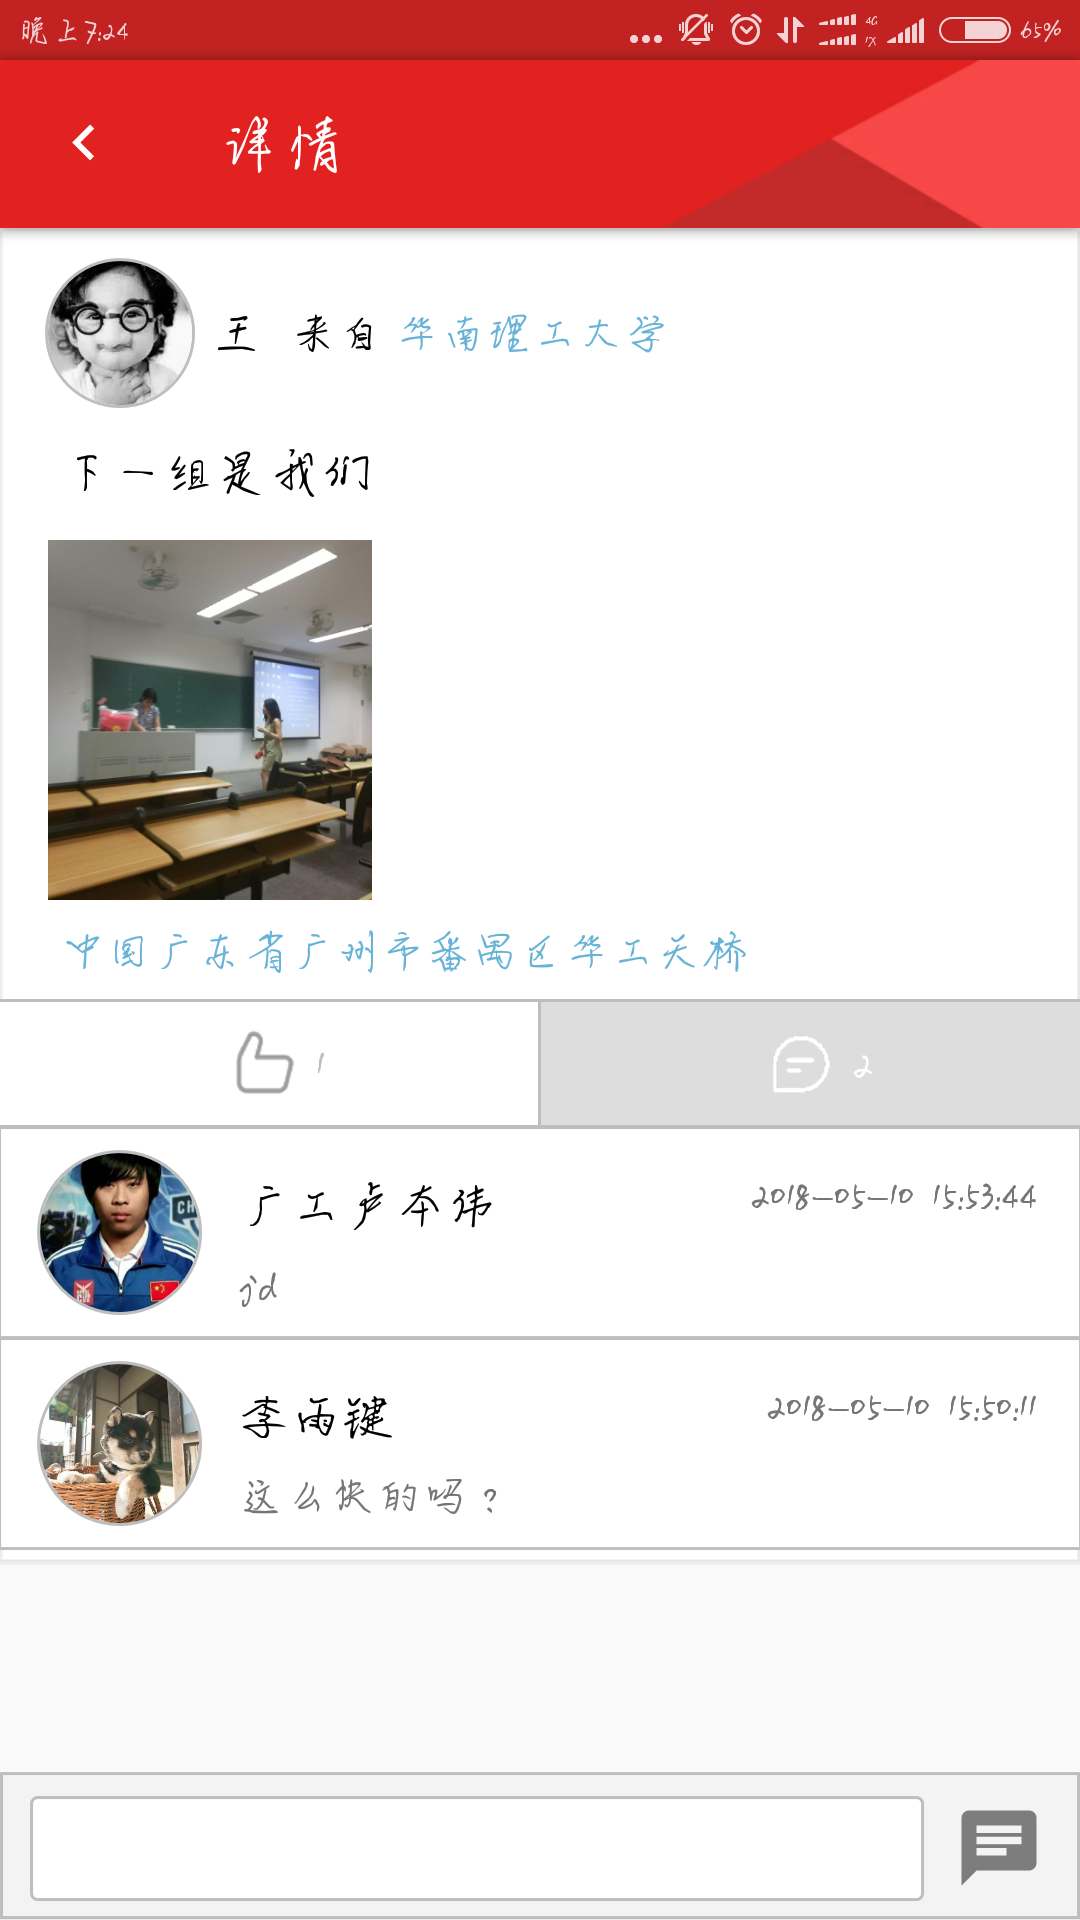 晚上7:24
4G
1X
65%
详情
王 来自 华南理工大学
下一组是我们
中国广东省广州市番禺区华工天桥
1
2
广工卢本伟
2018-05-10 15:53:44
jd
李雨键
2018-05-10 15:50:11
这么快的吗？